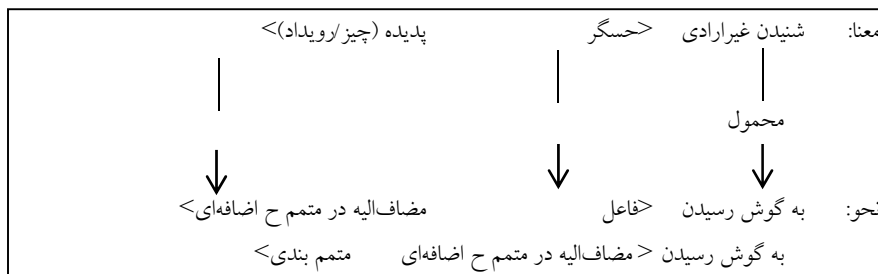 معنا: شنیدن غیرارادی <حسگر پدیده (چیز/رویداد)>
محمول
نحو: به گوش رسیدن <فاعل مضاف‌الیه در متمم ح اضافه‌ای>
به گوش رسیدن < مضاف‌الیه در متمم ح اضافه‌ای متمم بندی>